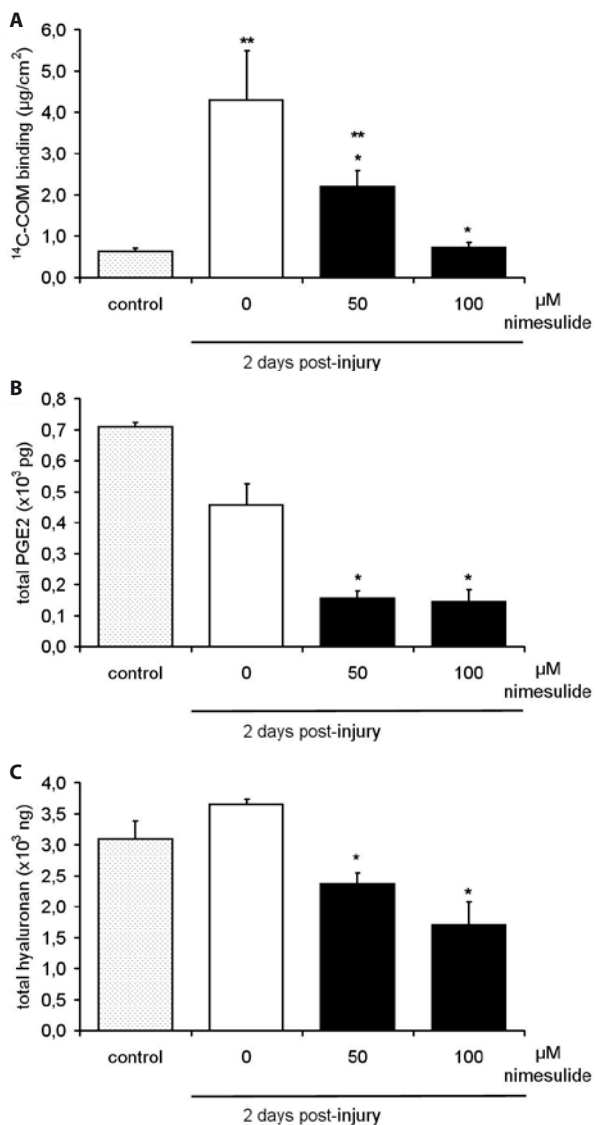 A
¹⁴C-COM binding (µg/cm²)
6,0
5,0
4,0
3,0
2,0
1,0
0,0
**
**
*
*
control 0 50 100 µM
nimesulide
2 days post-injury
B
total PGE2 (x10³ pg)
0,8
0,7
0,6
0,5
0,4
0,3
0,2
0,1
0,0
* *
control 0 50 100 µM
nimesulide
2 days post-injury
C
total hyaluronan (x10³ ng)
4,0
3,5
3,0
2,5
2,0
1,5
1,0
0,5
0,0
*
*
control 0 50 100 µM
nimesulide
2 days post-injury